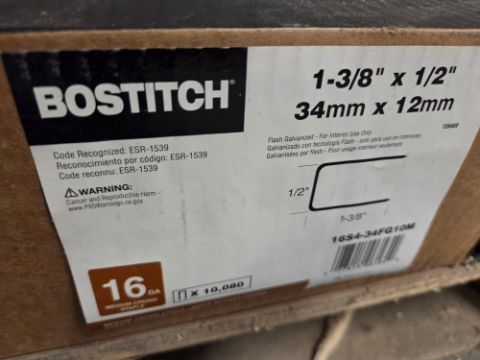 BOSTITCH®
1-3/8" x 1/2"
34mm x 12mm
Code Recognized: ESR-1539
Reconocimiento por código: ESR-1539
Code reconnu: ESR-1539
Flash Galvanized - For Interior Use Only
Galvanizado con tecnología Flash - solo para uso en interiores
Galvanisées par flash - Pour usage intérieur seulement
WARNING:
Cancer and Reproductive Harm -
www.P65Warnings.ca.gov
1/2"
1-3/8"
16S4-34FG10M
16 GA
MEDIUM CROWN
STAPLE
X 10,080